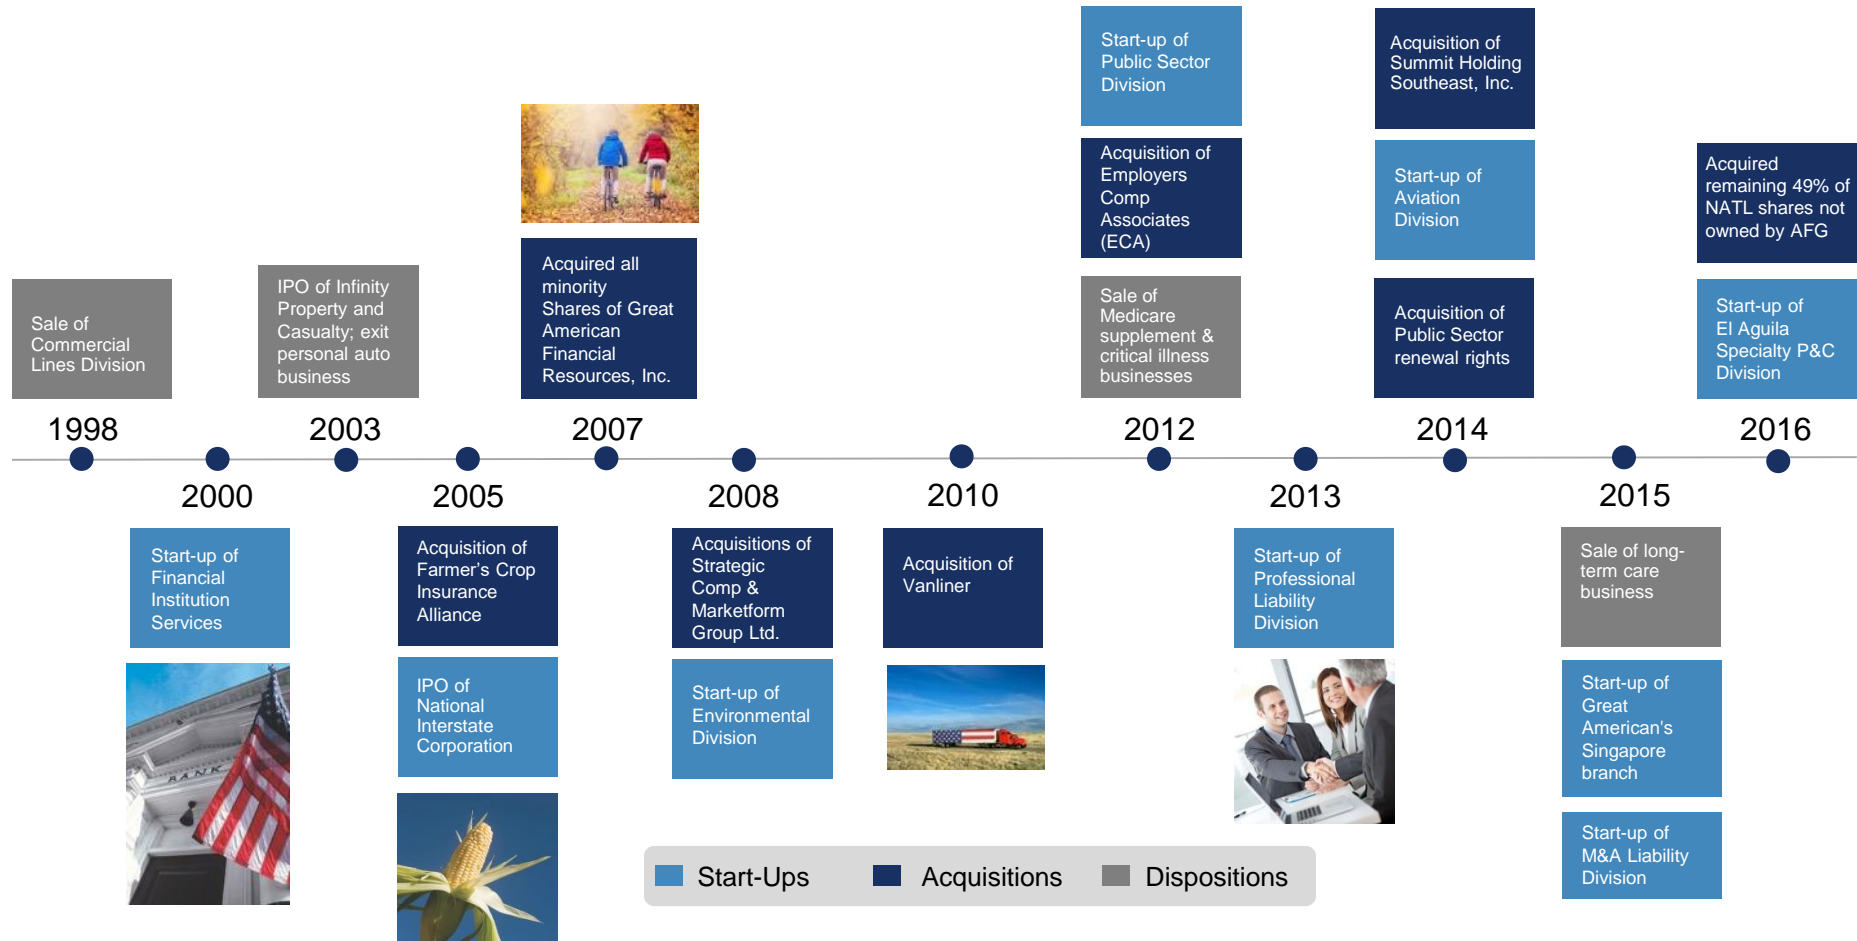 Start-up of
Public Sector
Division
Acquisition of
Summit Holding
Southeast, Inc.
Acquisition of
Employers
Comp
Associates
(ECA)
Start-up of
Aviation
Division
Acquired
remaining 49% of
NATL shares not
owned by AFG
Sale of
Commercial
Lines Division
IPO of Infinity
Property and
Casualty; exit
personal auto
business
Acquired all
minority
Shares of Great
American
Financial
Resources, Inc.
Sale of
Medicare
supplement &
critical illness
businesses
Acquisition of
Public Sector
renewal rights
Start-up of
El Aguila
Specialty P&C
Division
1998
2003
2007
2012
2014
2016
2000
2005
2008
2010
2013
2015
Start-up of
Financial
Institution
Services
Acquisition of
Farmer’s Crop
Insurance
Alliance
Acquisitions of
Strategic
Comp &
Marketform
Group Ltd.
Acquisition of
Vanliner
Start-up of
Professional
Liability
Division
Sale of long-
term care
business
IPO of
National
Interstate
Corporation
Start-up of
Environmental
Division
Start-up of
Great
American's
Singapore
branch
BANK
Start-up of
M&A Liability
Division
Start-Ups
Acquisitions
Dispositions